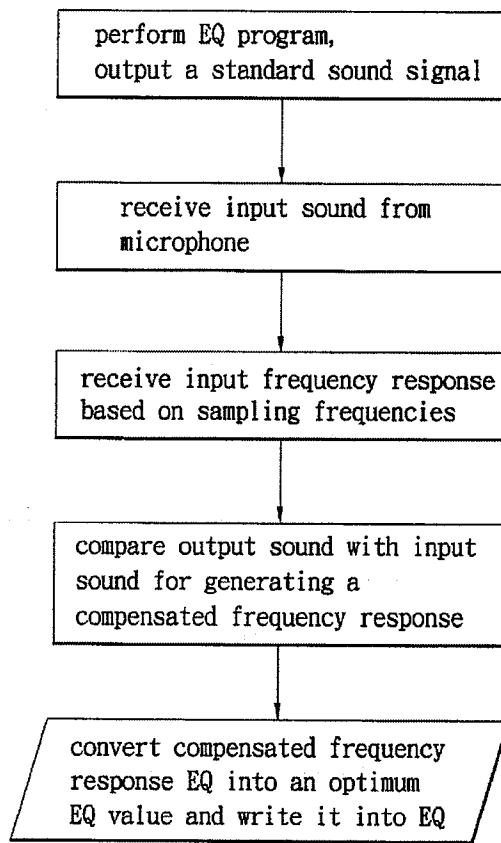 perform EQ program,
output a standard sound signal
receive input sound from
microphone
receive input frequency response
based on sampling frequencies
compare output sound with input
sound for generating a
compensated frequency response
convert compensated frequency
response EQ into an optimum
EQ value and write it into EQ